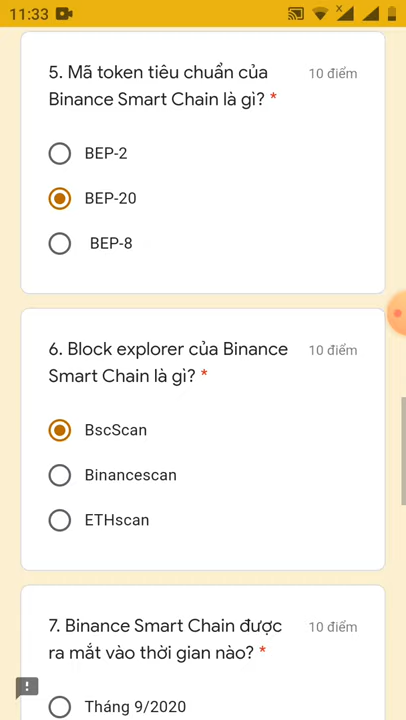 11:33
5. Mã token tiêu chuẩn của
Binance Smart Chain là gì? *
10 điểm
BEP-2
BEP-20
BEP-8
6. Block explorer của Binance
Smart Chain là gì? *
10 điểm
BscScan
Binancescan
ETHscan
7. Binance Smart Chain được
ra mắt vào thời gian nào? *
10 điểm
Tháng 9/2020